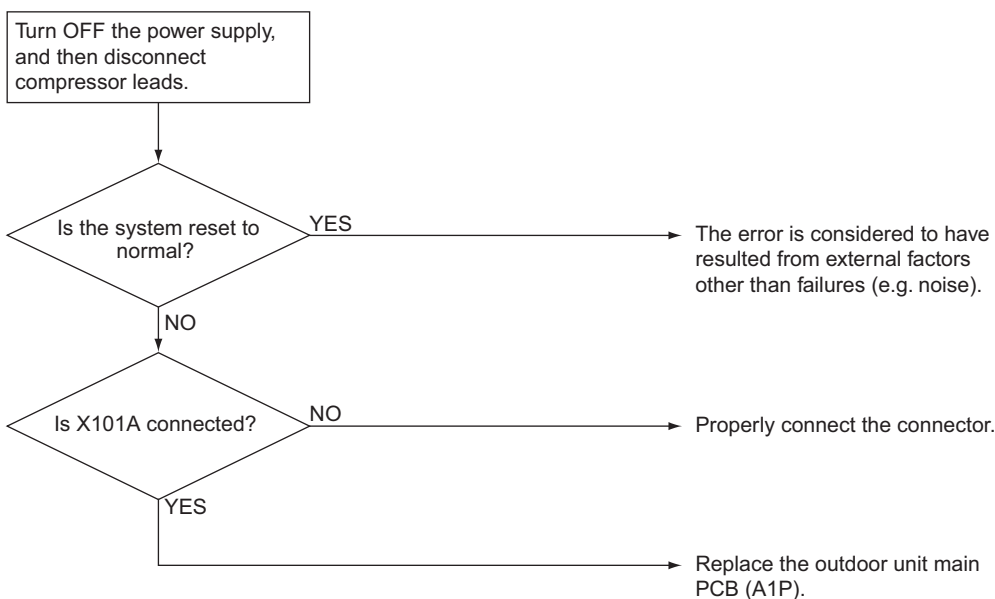 Turn OFF the power supply,
and then disconnect
compressor leads.
Is the system reset to
normal?
YES
The error is considered to have
resulted from external factors
other than failures (e.g. noise).
NO
Is X101A connected?
NO
Properly connect the connector.
YES
Replace the outdoor unit main
PCB (A1P).